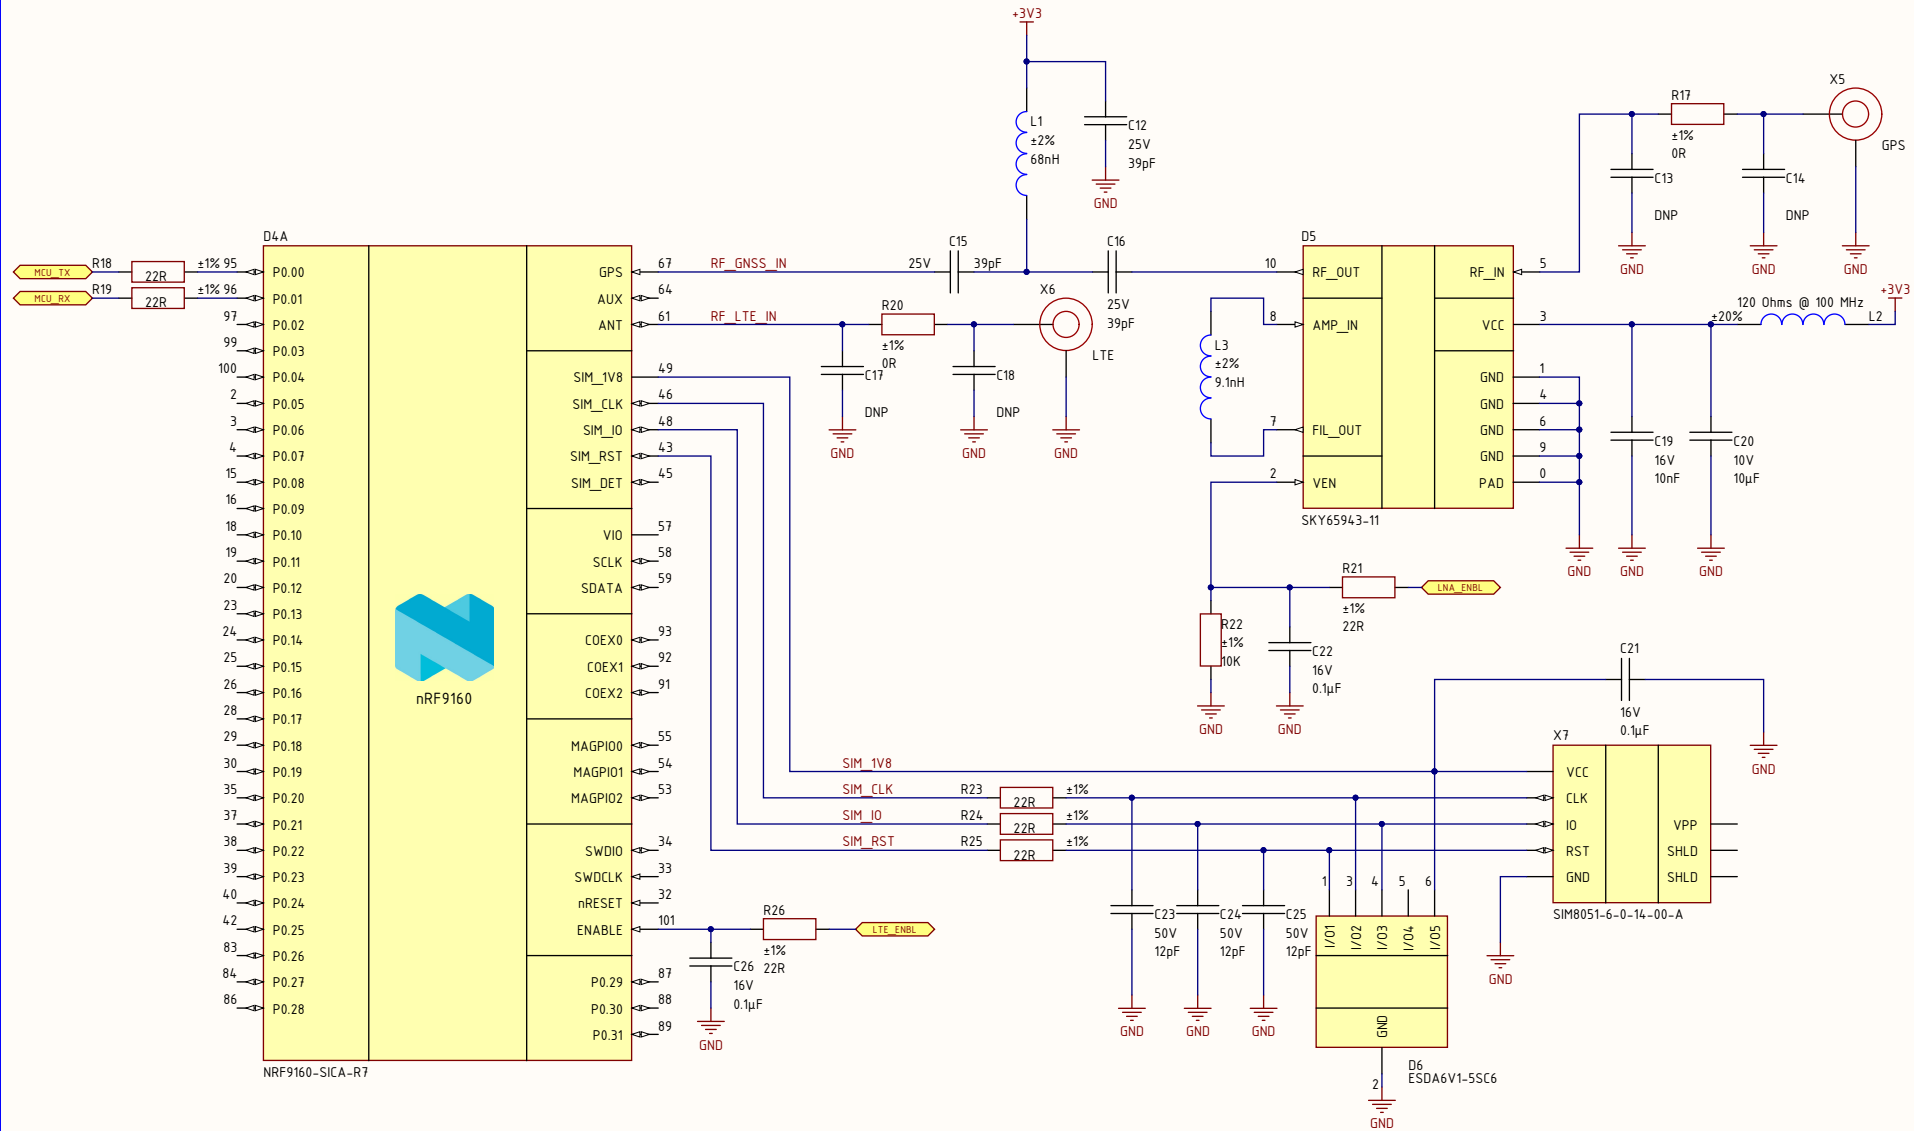 +3V3
L1
±2%
68nH
C12
25V
39pF
GND
X5
GPS
R17
±1%
0R
C13
DNP
GND
C14
DNP
GND
GND
D4A
MCU_TX
R18
22R
±1%
95
MCU_RX
R19
22R
±1%
96
97
99
100
2
3
4
15
16
18
19
20
23
24
25
26
28
29
30
35
37
38
39
40
42
83
84
86
P0.00
P0.01
P0.02
P0.03
P0.04
P0.05
P0.06
P0.07
P0.08
P0.09
P0.10
P0.11
P0.12
P0.13
P0.14
P0.15
P0.16
P0.17
P0.18
P0.19
P0.20
P0.21
P0.22
P0.23
P0.24
P0.25
P0.26
P0.27
P0.28
nRF9160
GPS 67
AUX 64
ANT 61
SIM_1V8 49
SIM_CLK 46
SIM_IO 48
SIM_RST 43
SIM_DET 45
VIO 57
SCLK 58
SDATA 59
COEX0 93
COEX1 92
COEX2 91
MAGPIO0 55
MAGPIO1 54
MAGPIO2 53
SWDIO 34
SWDCLK 33
nRESET 32
ENABLE 101
P0.29 87
P0.30 88
P0.31 89
NRF9160-SICA-R7
RF_GNSS_IN
25V
C15
39pF
C16
25V
39pF
RF_LTE_IN
R20
±1%
0R
X6
LTE
C17
DNP
GND
C18
DNP
GND
GND
D5
10 RF_OUT
8 AMP_IN
7 FIL_OUT
2 VEN
RF_IN 5
VCC 3
GND 1
GND 4
GND 6
GND 9
PAD 0
SKY65943-11
L3
±2%
9.1nH
120 Ohms @ 100 MHz
±20%
L2
+3V3
C19
16V
10nF
C20
10V
10µF
GND
GND
GND
R21
±1%
22R
LNA_ENBL
R22
±1%
10K
C22
16V
0.1µF
GND
GND
C21
16V
0.1µF
GND
X7
VCC
CLK
IO
RST
GND
VPP
SHLD
SHLD
SIM8051-6-0-14-00-A
GND
SIM_1V8
SIM_CLK
R23
22R
±1%
SIM_IO
R24
22R
±1%
SIM_RST
R25
22R
±1%
C23
50V
12pF
GND
C24
50V
12pF
GND
C25
50V
12pF
GND
1
3
4
5
6
I/O1
I/O2
I/O3
I/O4
I/O5
GND
D6
ESDA6V1-5SC6
2
GND
R26
±1%
22R
LTE_ENBL
C26
16V
0.1µF
GND